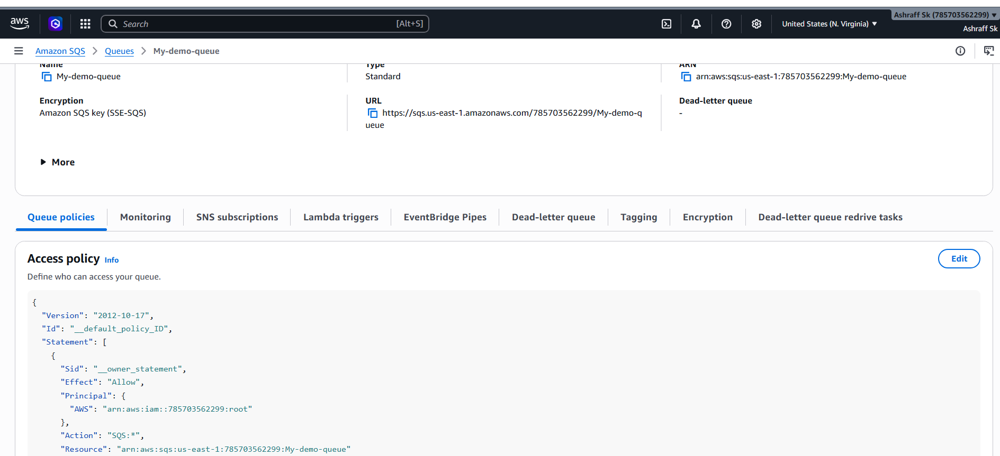 aws
Search [Alt+S]
United States (N. Virginia)
Ashraff Sk (785703562299)
Ashraff Sk
Amazon SQS Queues My-demo-queue
Name Type ARN
My-demo-queue Standard arn:aws:sqs:us-east-1:785703562299:My-demo-queue
Encryption URL Dead-letter queue
Amazon SQS key (SSE-SQS) https://sqs.us-east-1.amazonaws.com/785703562299/My-demo-q -
ueue
More
Queue policies Monitoring SNS subscriptions Lambda triggers EventBridge Pipes Dead-letter queue Tagging Encryption Dead-letter queue redrive tasks
Access policy Info Edit
Define who can access your queue.
{
"Version": "2012-10-17",
"Id": "__default_policy_ID",
"Statement": [
{
"Sid": "__owner_statement",
"Effect": "Allow",
"Principal": {
"AWS": "arn:aws:iam::785703562299:root"
},
"Action": "SQS:*",
"Resource": "arn:aws:sqs:us-east-1:785703562299:My-demo-queue"